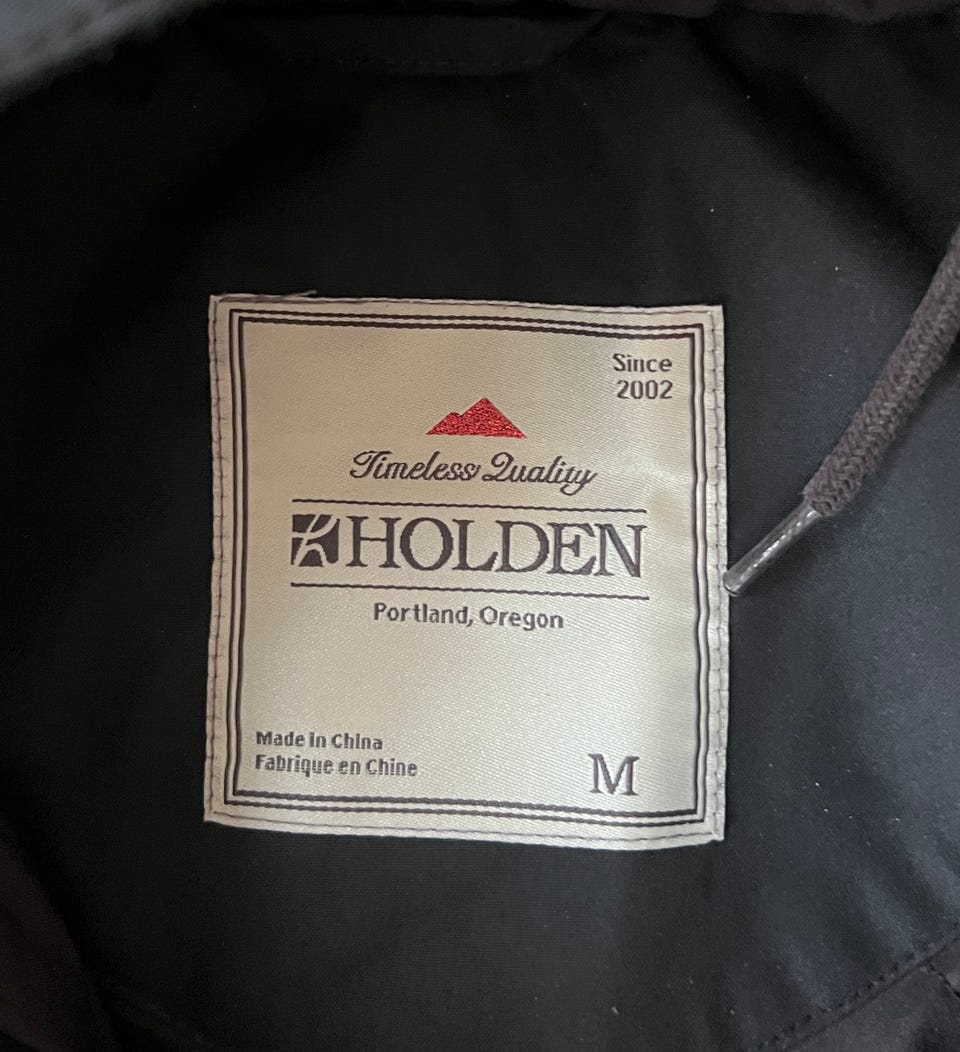 Since
2002
Timeless Quality
HOLDEN
Portland, Oregon
Made in China
Fabrique en Chine
M